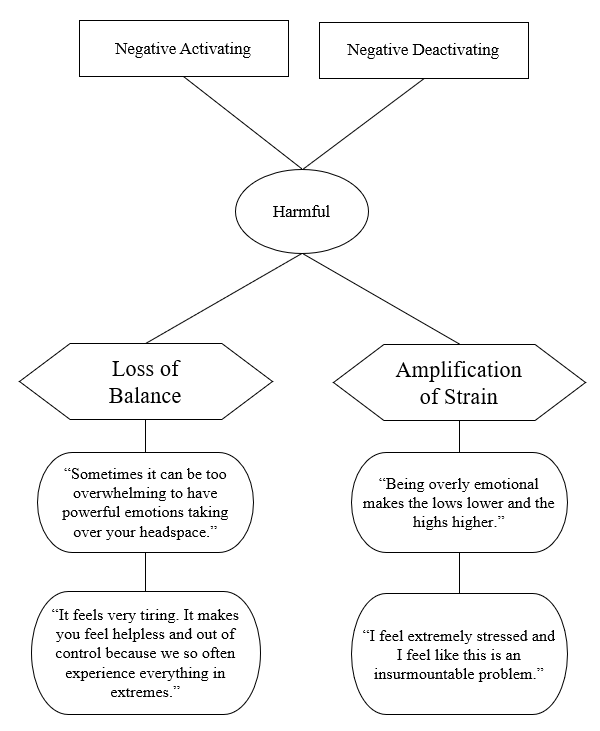 Negative Activating
Negative Deactivating
Harmful
Loss of
Balance
Amplification
of Strain
“Sometimes it can be too
overwhelming to have
powerful emotions taking
over your headspace.”
“Being overly emotional
makes the lows lower and the
highs higher.”
“It feels very tiring. It makes
you feel helpless and out of
control because we so often
experience everything in
extremes.”
“I feel extremely stressed and
I feel like this is an
insurmountable problem.”